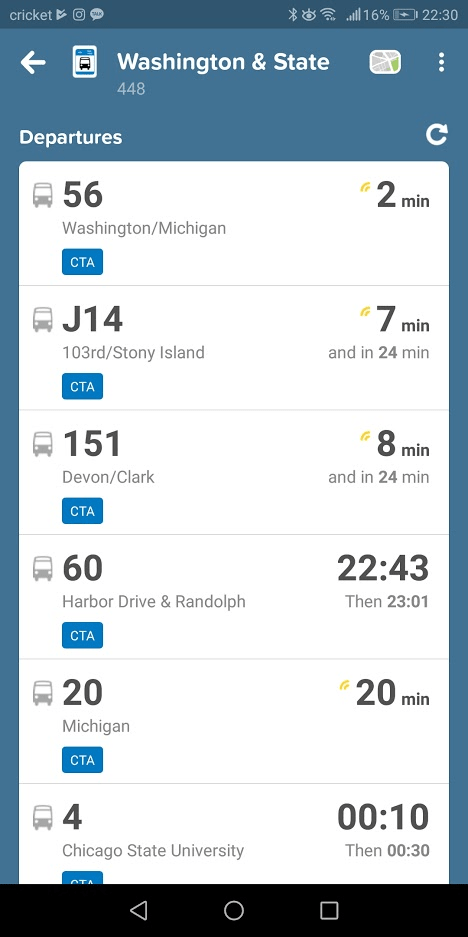 cricket 16% 22:30
Washington & State
448
Departures
56 2 min
Washington/Michigan
CTA
J14 7 min
103rd/Stony Island and in 24 min
CTA
151 8 min
Devon/Clark and in 24 min
CTA
60 22:43
Harbor Drive & Randolph Then 23:01
CTA
20 20 min
Michigan
CTA
4 00:10
Chicago State University Then 00:30
CTA